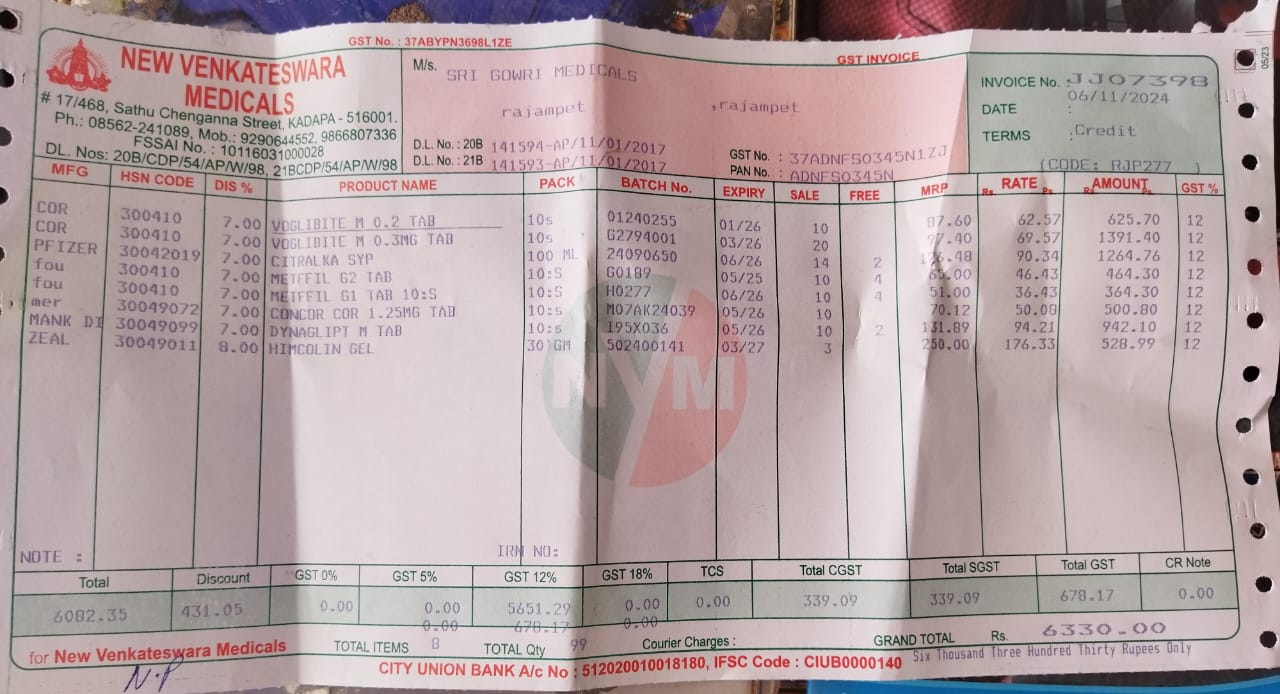 GST No. : 37ABYPN3698L1ZE
NEW VENKATESWARA
MEDICALS
# 17/468, Sathu Chenganna Street, KADAPA - 516001.
Ph.: 08562-241089, Mob.: 9290644552, 9866807336
FSSAI No. : 10116031000028
DL. Nos: 20B/CDP/54/AP/W/98, 21BCDP/54/AP/W/98
GST INVOICE
M/s. SRI GOWRI MEDICALS
rajampet ,rajampet
D.L. No. : 20B 141594-AP/11/01/2017
D.L. No. : 21B 141593-AP/11/01/2017
GST No. : 37ADNFS0345N1ZJ
PAN No. : ADNFS0345N
INVOICE No. : JJ07398
DATE : 06/11/2024
TERMS : Credit
(CODE: RJP277 )
05/23
MFG HSN CODE DIS % PRODUCT NAME PACK BATCH No. EXPIRY SALE FREE MRP Rs. RATE Ps. Rs. AMOUNT Ps. GST %
COR 300410 7.00 VOGLIBITE M 0.2 TAB 10s 01240255 01/26 10 87.60 62.57 625.70 12
COR 300410 7.00 VOGLIBITE M 0.3MG TAB 10s G2794001 03/26 20 97.40 69.57 1391.40 12
PFIZER 30042019 7.00 CITRALKA SYP 100 ML 24090650 06/26 14 2 90.34 1264.76 12
fou 300410 7.00 METFFIL G2 TAB 10:S G0189 05/25 10 4 65.00 46.43 464.30 12
fou 300410 7.00 METFFIL G1 TAB 10:S 10:S H0277 06/26 10 4 51.00 36.43 364.30 12
mer 30049072 7.00 CONCOR COR 1.25MG TAB 10:s M07AK24039 05/26 10 70.12 50.08 500.80 12
MANK DI 30049099 7.00 DYNAGLIPT M TAB 10:s I95X036 05/26 10 2 131.89 94.21 942.10 12
ZEAL 30049011 8.00 HIMCOLIN GEL 30 GM 502400141 03/27 3 250.00 176.33 528.99 12
NVM
NOTE : IRN NO:
Total Discount GST 0% GST 5% GST 12% GST 18% TCS Total CGST Total SGST Total GST CR Note
6082.35 431.05 0.00 0.00 5651.29 0.00 0.00 339.09 339.09 678.17 0.00
0.00 678.17 0.00
for New Venkateswara Medicals TOTAL ITEMS 8 TOTAL Qty 99 Courier Charges : GRAND TOTAL Rs. 6330.00
Six Thousand Three Hundred Thirty Rupees Only
CITY UNION BANK A/c No : 512020010018180, IFSC Code : CIUB0000140
N.P